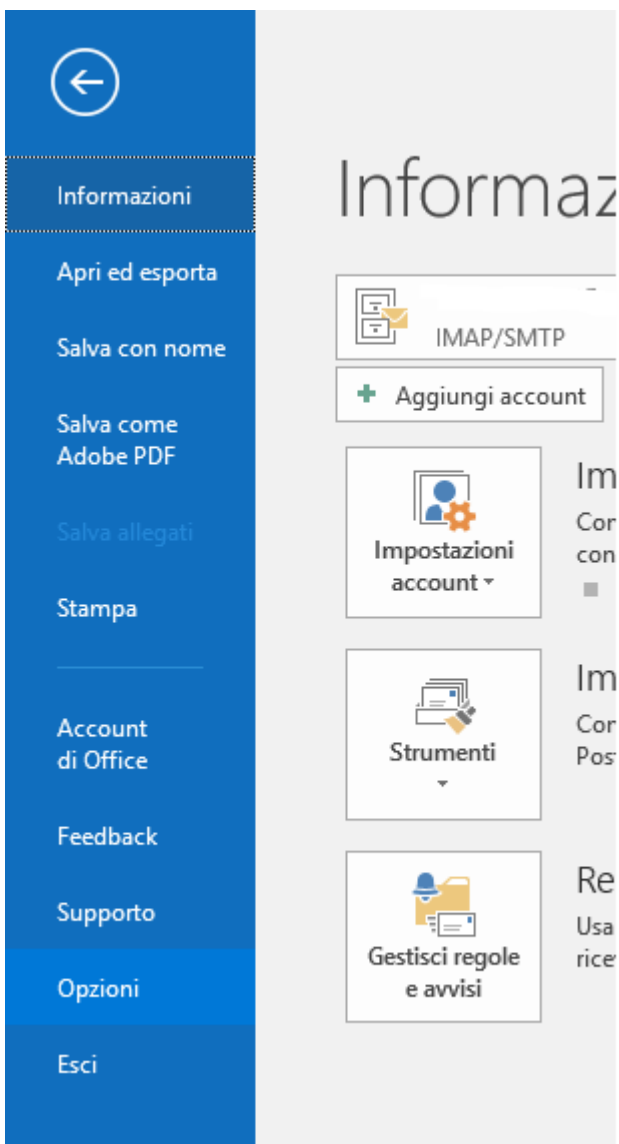 Informazioni
Apri ed esporta
Salva con nome
Salva come
Adobe PDF
Salva allegati
Stampa
Account
di Office
Feedback
Supporto
Opzioni
Esci
Informaz
IMAP/SMTP
Aggiungi account
Impostazioni
account
Im
Con
con
Strumenti
Im
Con
Pos
Gestisci regole
e avvisi
Re
Usa
rice